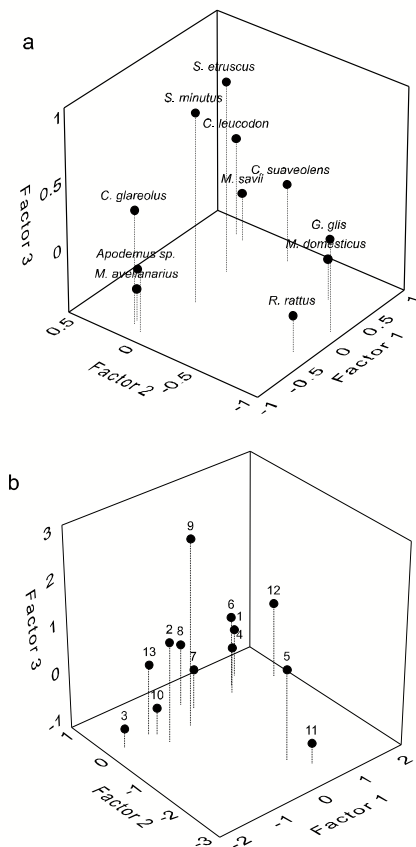 a
S. etruscus
S. minutus
C. leucodon
C. suaveolens
M. savii
C. glareolus
G. glis
M. domesticus
Apodemus sp.
M. avellanarius
R. rattus
1
0.5
0
Factor 3
0.5
0
-0.5
-1
Factor 2
-1
-0.5
0
0.5
1
Factor 1
b
9
12
6
1
4
2
8
7
5
13
10
3
11
3
2
1
0
-1
Factor 3
-1
0
-1
-2
-3
Factor 2
-2
-1
0
1
2
Factor 1